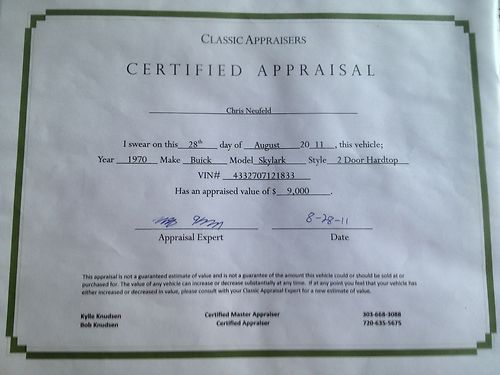 CLASSIC APPRAISERS
CERTIFIED APPRAISAL
Chris Neufeld
I swear on this 28th day of August 20 11, this vehicle;
Year 1970 Make Buick Model Skylark Style 2 Door Hardtop
VIN# 4332707121833
Has an appraised value of $ 9,000.
8-28-11
Appraisal Expert Date
This appraisal is not a guaranteed estimate of value and is not a guarantee of the amount this vehicle could or should be sold at or
purchased for. The value of any vehicle can increase or decrease substantially at any time. If at any point you feel that your vehicle has
either increased or decreased in value, please consult with your Classic Appraisal Expert for a new estimate of value.
Kylle Knudsen Certified Master Appraiser 303-668-3088
Bob Knudsen Certified Appraiser 720-635-5675